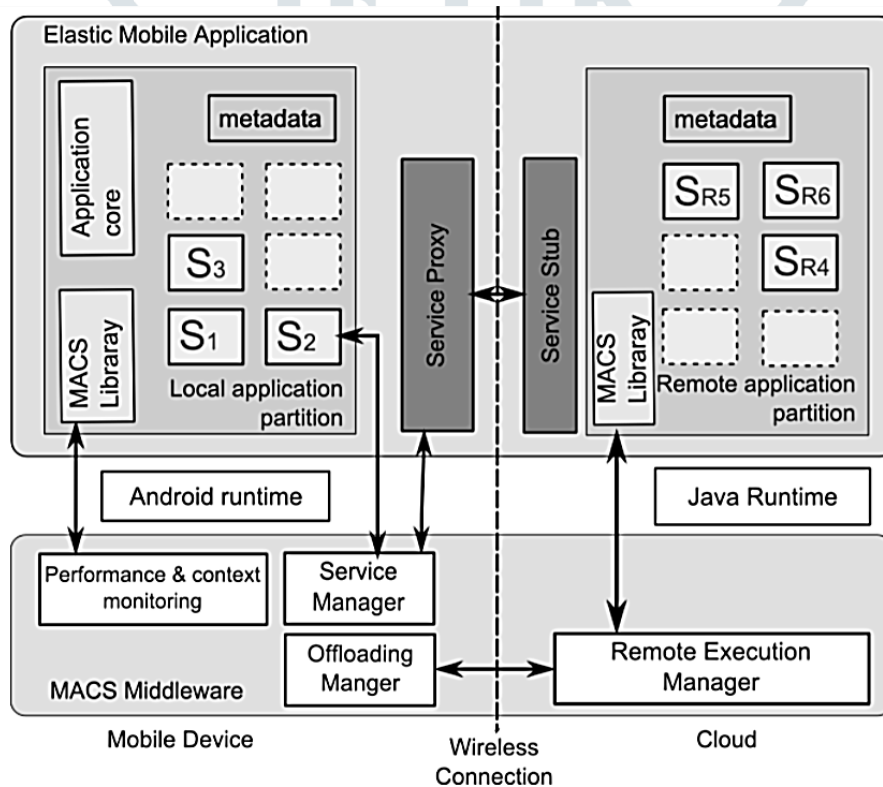 Elastic Mobile Application
Application
core
metadata
S3
S1
S2
MACS
Libraray
Local application
partition
Service Proxy
Service Stub
metadata
SR5
SR6
SR4
MACS
Libraray
Remote application
partition
Android runtime
Java Runtime
Performance & context
monitoring
Service
Manager
Offloading
Manger
Remote Execution
Manager
MACS Middleware
Mobile Device
Wireless
Connection
Cloud